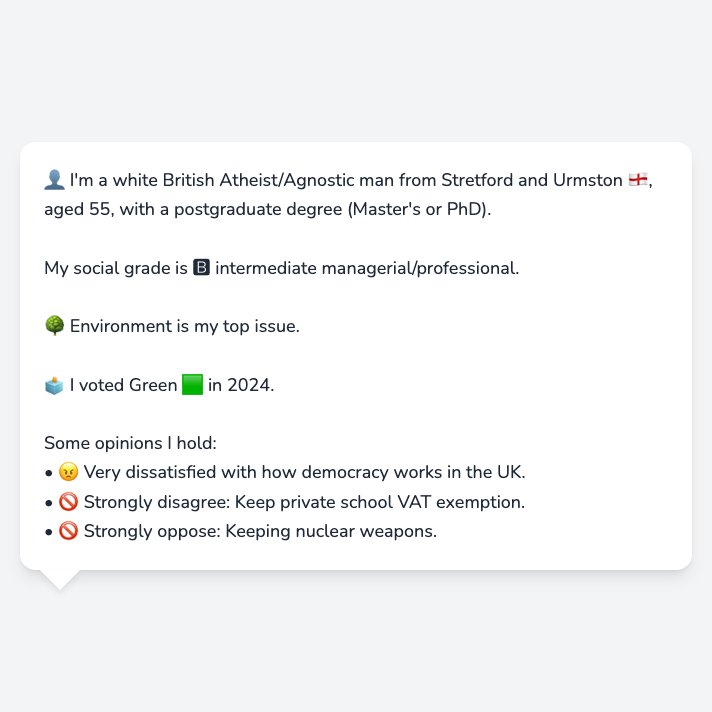 👤 I'm a white British Atheist/Agnostic man from Stretford and Urmston 🏴󠁧󠁢󠁥󠁮󠁧󠁿,
aged 55, with a postgraduate degree (Master's or PhD).
My social grade is 🅱 intermediate managerial/professional.
🌳 Environment is my top issue.
🗳 I voted Green 🟩 in 2024.
Some opinions I hold:
• 😠 Very dissatisfied with how democracy works in the UK.
• 🚫 Strongly disagree: Keep private school VAT exemption.
• 🚫 Strongly oppose: Keeping nuclear weapons.